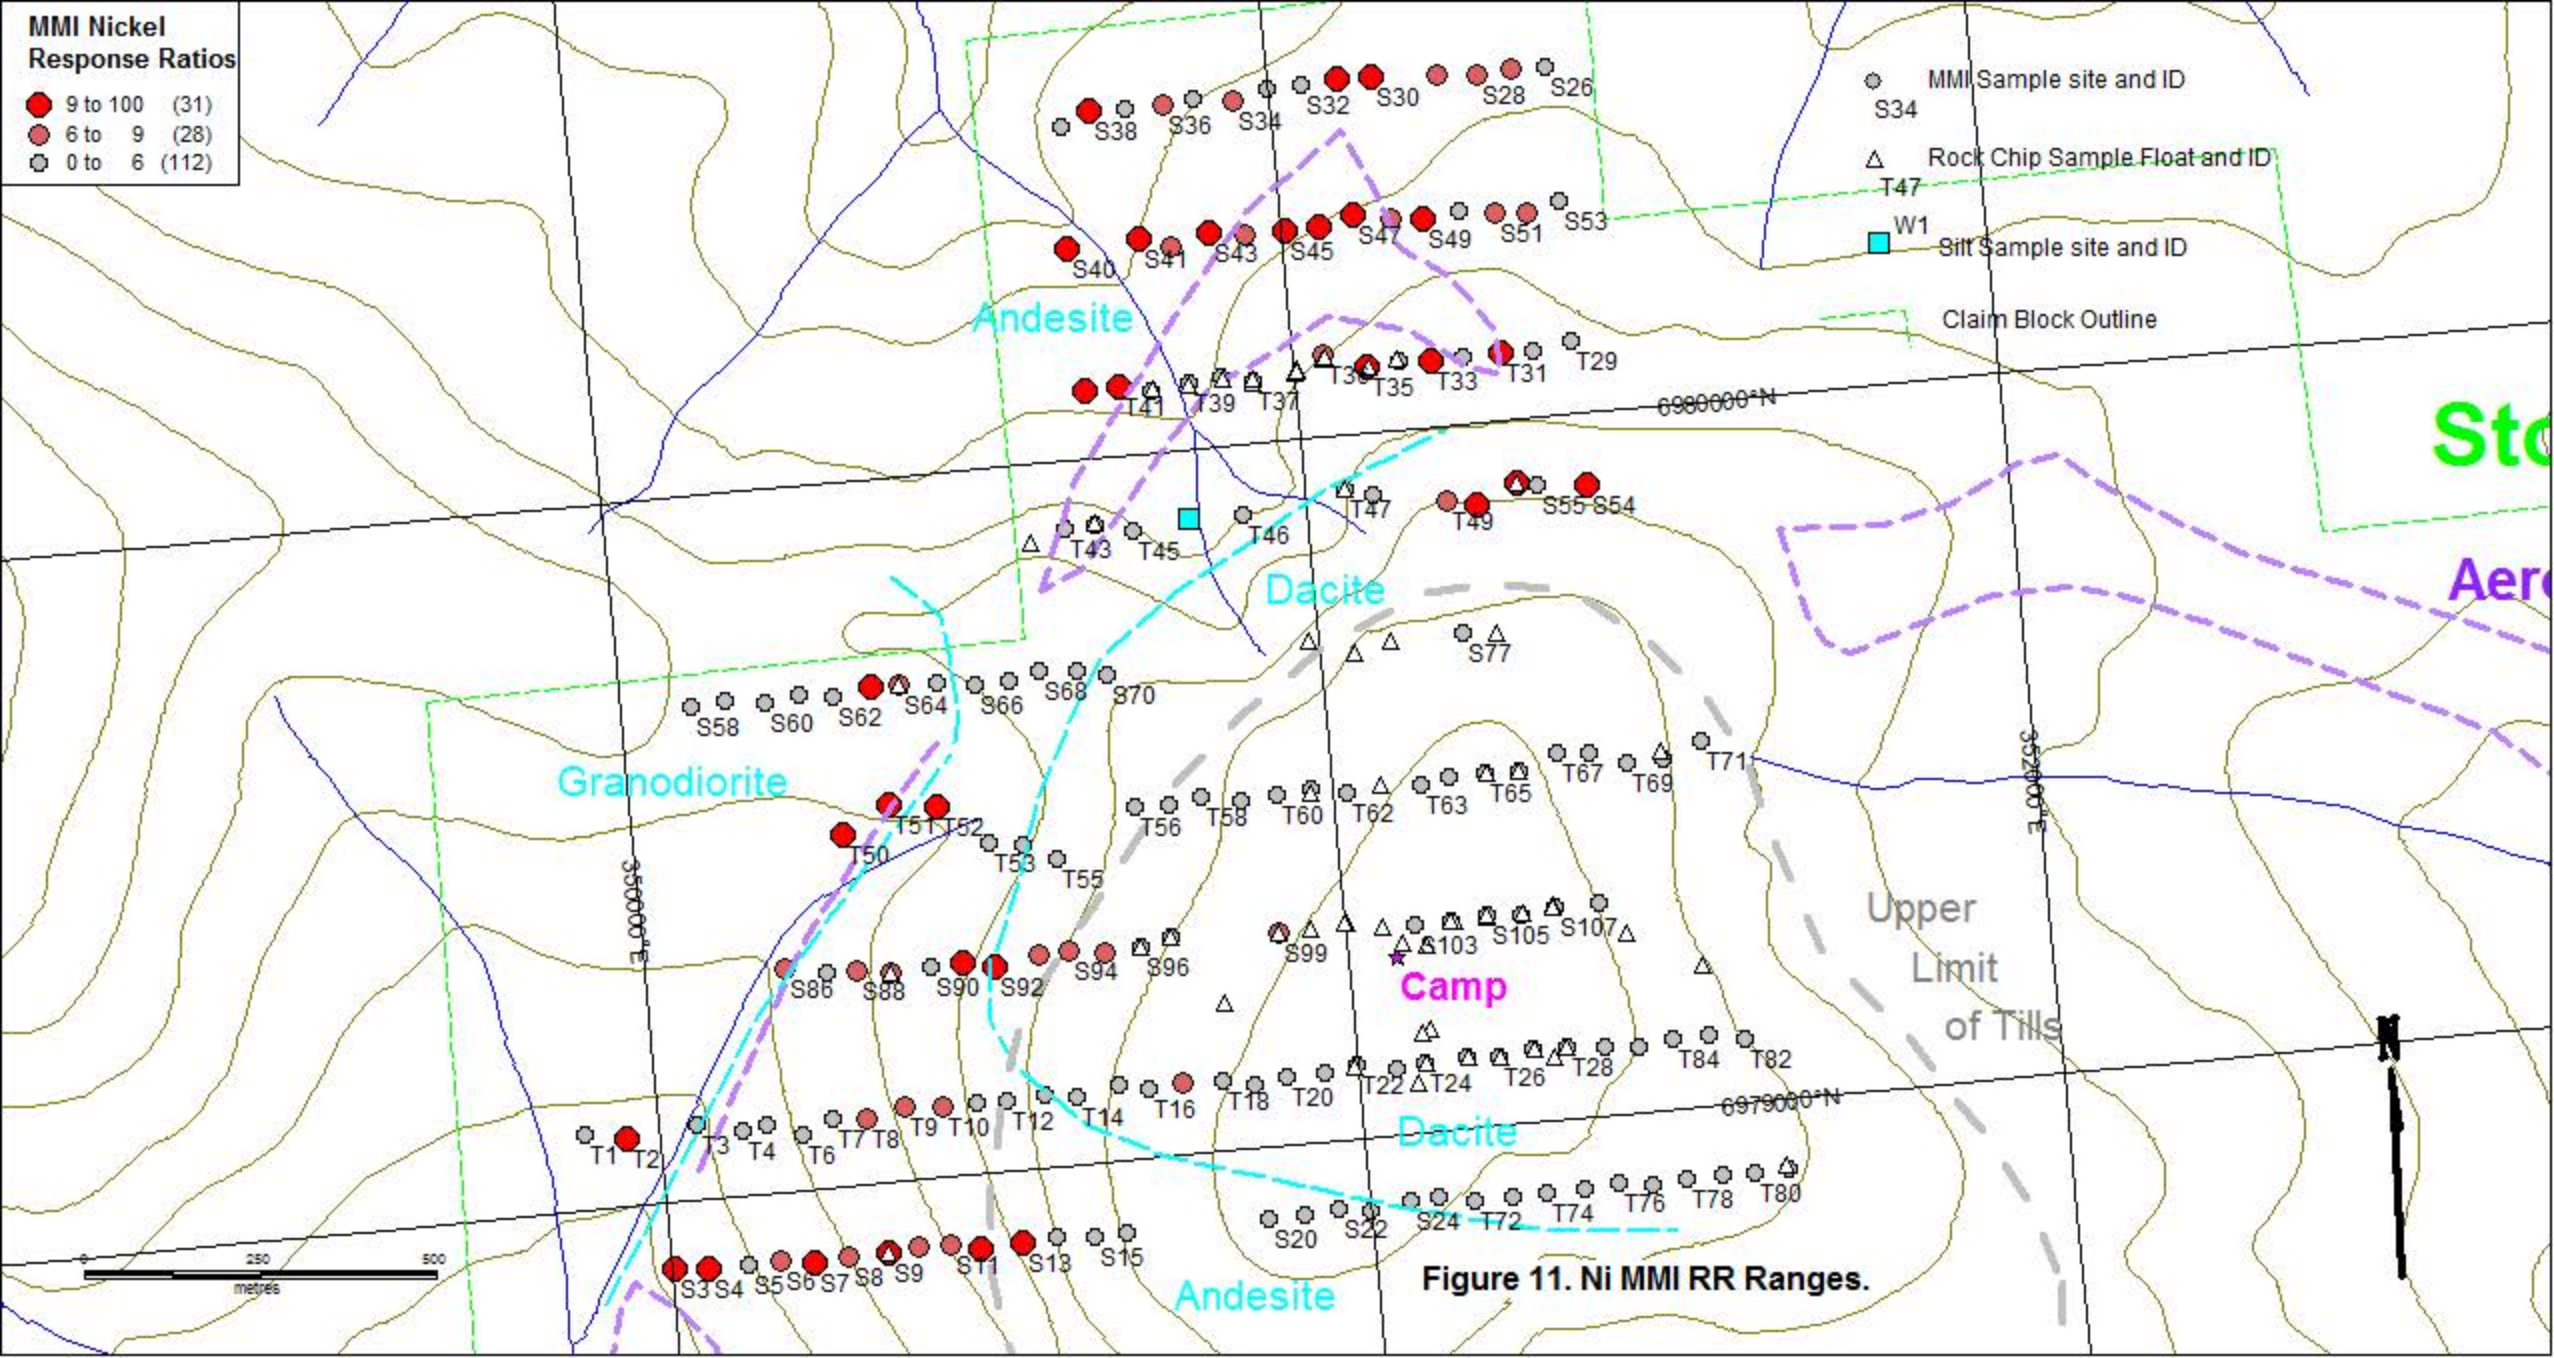 MMI Nickel
Response Ratios
9 to 100 (31)
6 to 9 (28)
0 to 6 (112)
MMI Sample site and ID
S34
Rock Chip Sample Float and ID
T47
W1
Silt Sample site and ID
Claim Block Outline
S38 S36 S34 S32 S30 S28 S26
S40 S41 S43 S45 S47 S49 S51 S53
Andesite
T41 T39 T37 T35 T33 T31 T29
6980000°N
Sto
T43 T45 T46 T47 T49 S55 S54
Aero
Dacite
S77
S58 S60 S62 S64 S66 S68 S70
Granodiorite
T50 T51 T52 T53 T55
T56 T58 T60 T62 T63 T65 T67 T69 T71
352000°E
350000°E
S86 S88 S90 S92 S94 S96 S99 S103 S105 S107
Camp
Upper
Limit
of Tills
T1 T2 T3 T4 T6 T7 T8 T9 T10 T12 T14 T16 T18 T20 T22 T24 T26 T28 T84 T82
6979000°N
Dacite
S3 S4 S5 S6 S7 S8 S9 S11 S13 S15
S20 S22 S24 T72 T74 T76 T78 T80
0 250 500
metres
Andesite
Figure 11. Ni MMI RR Ranges.
N